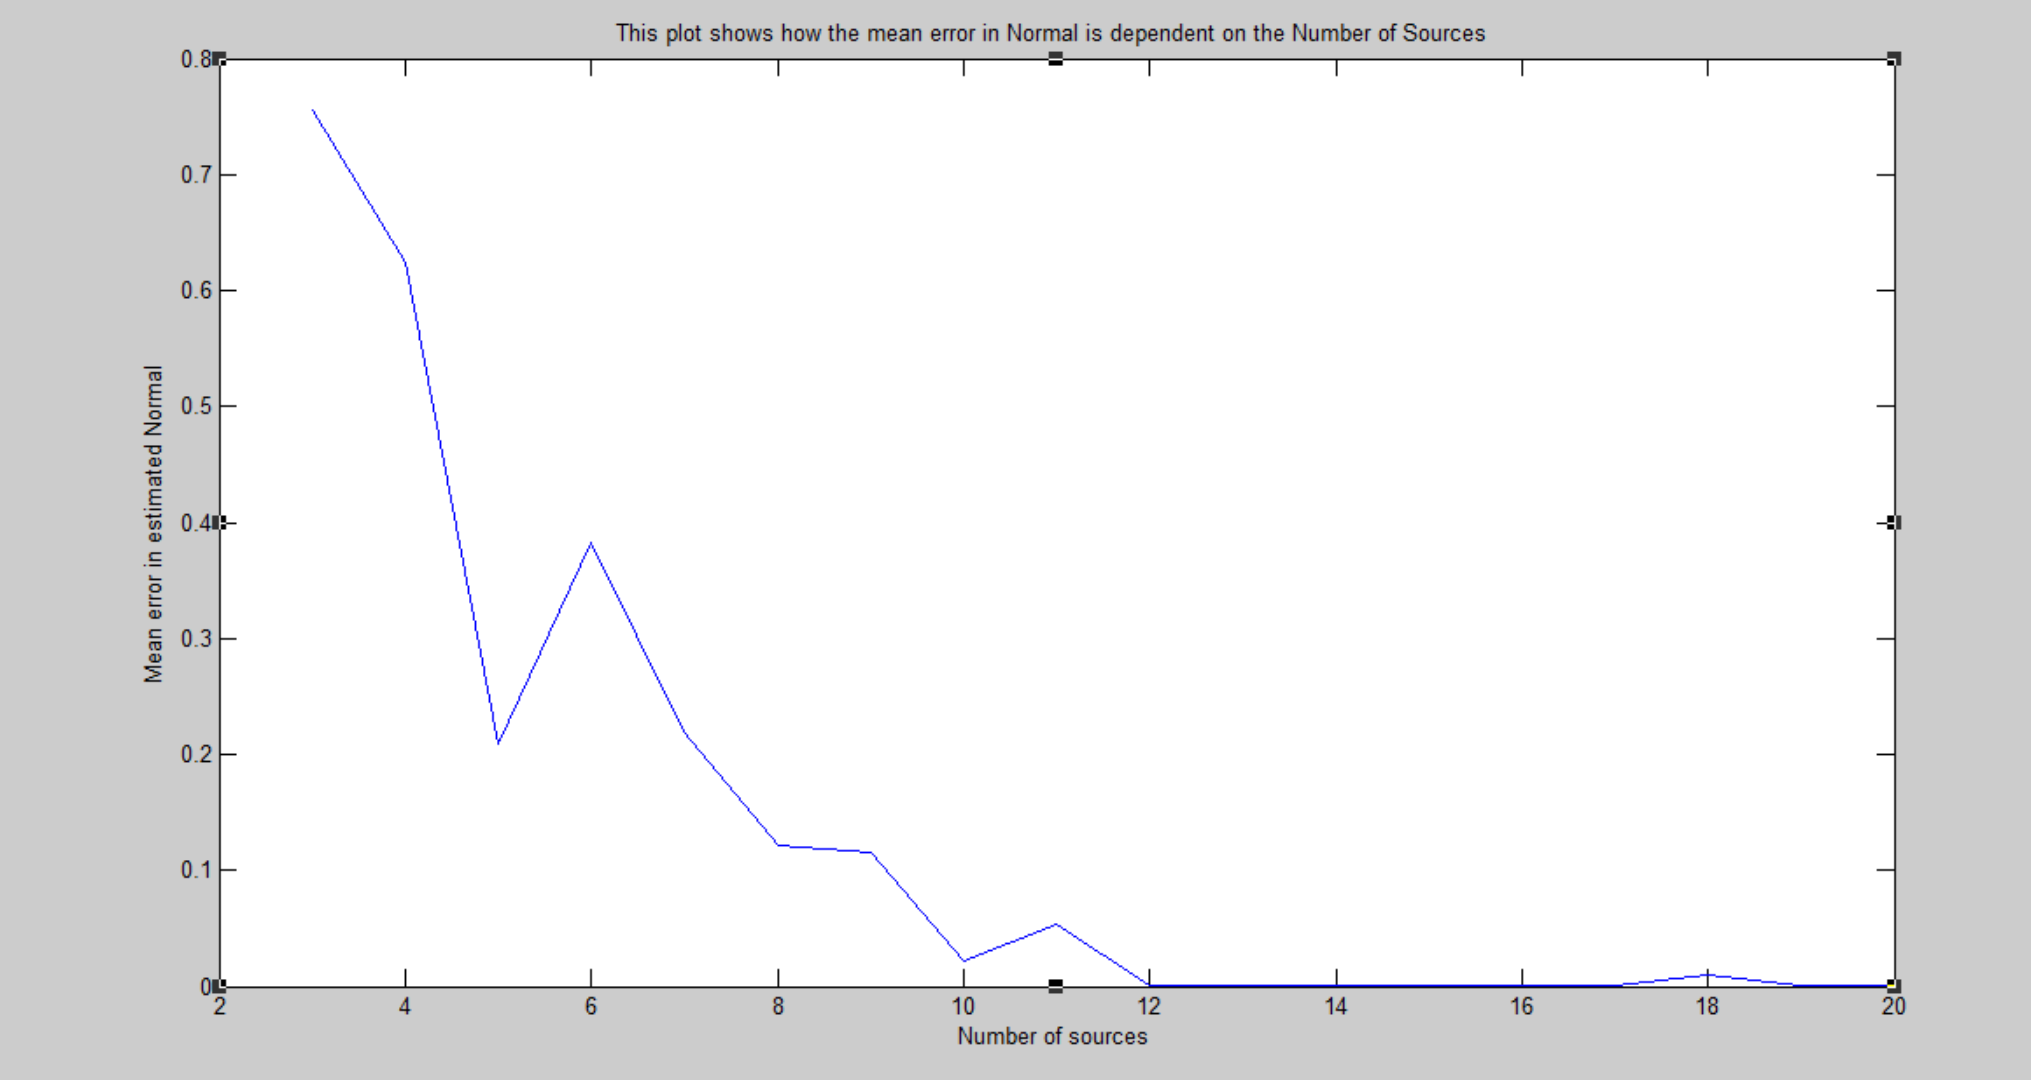 This plot shows how the mean error in Normal is dependent on the Number of Sources
0.8
0.7
0.6
0.5
0.4
0.3
0.2
0.1
0
Mean error in estimated Normal
2 4 6 8 10 12 14 16 18 20
Number of sources